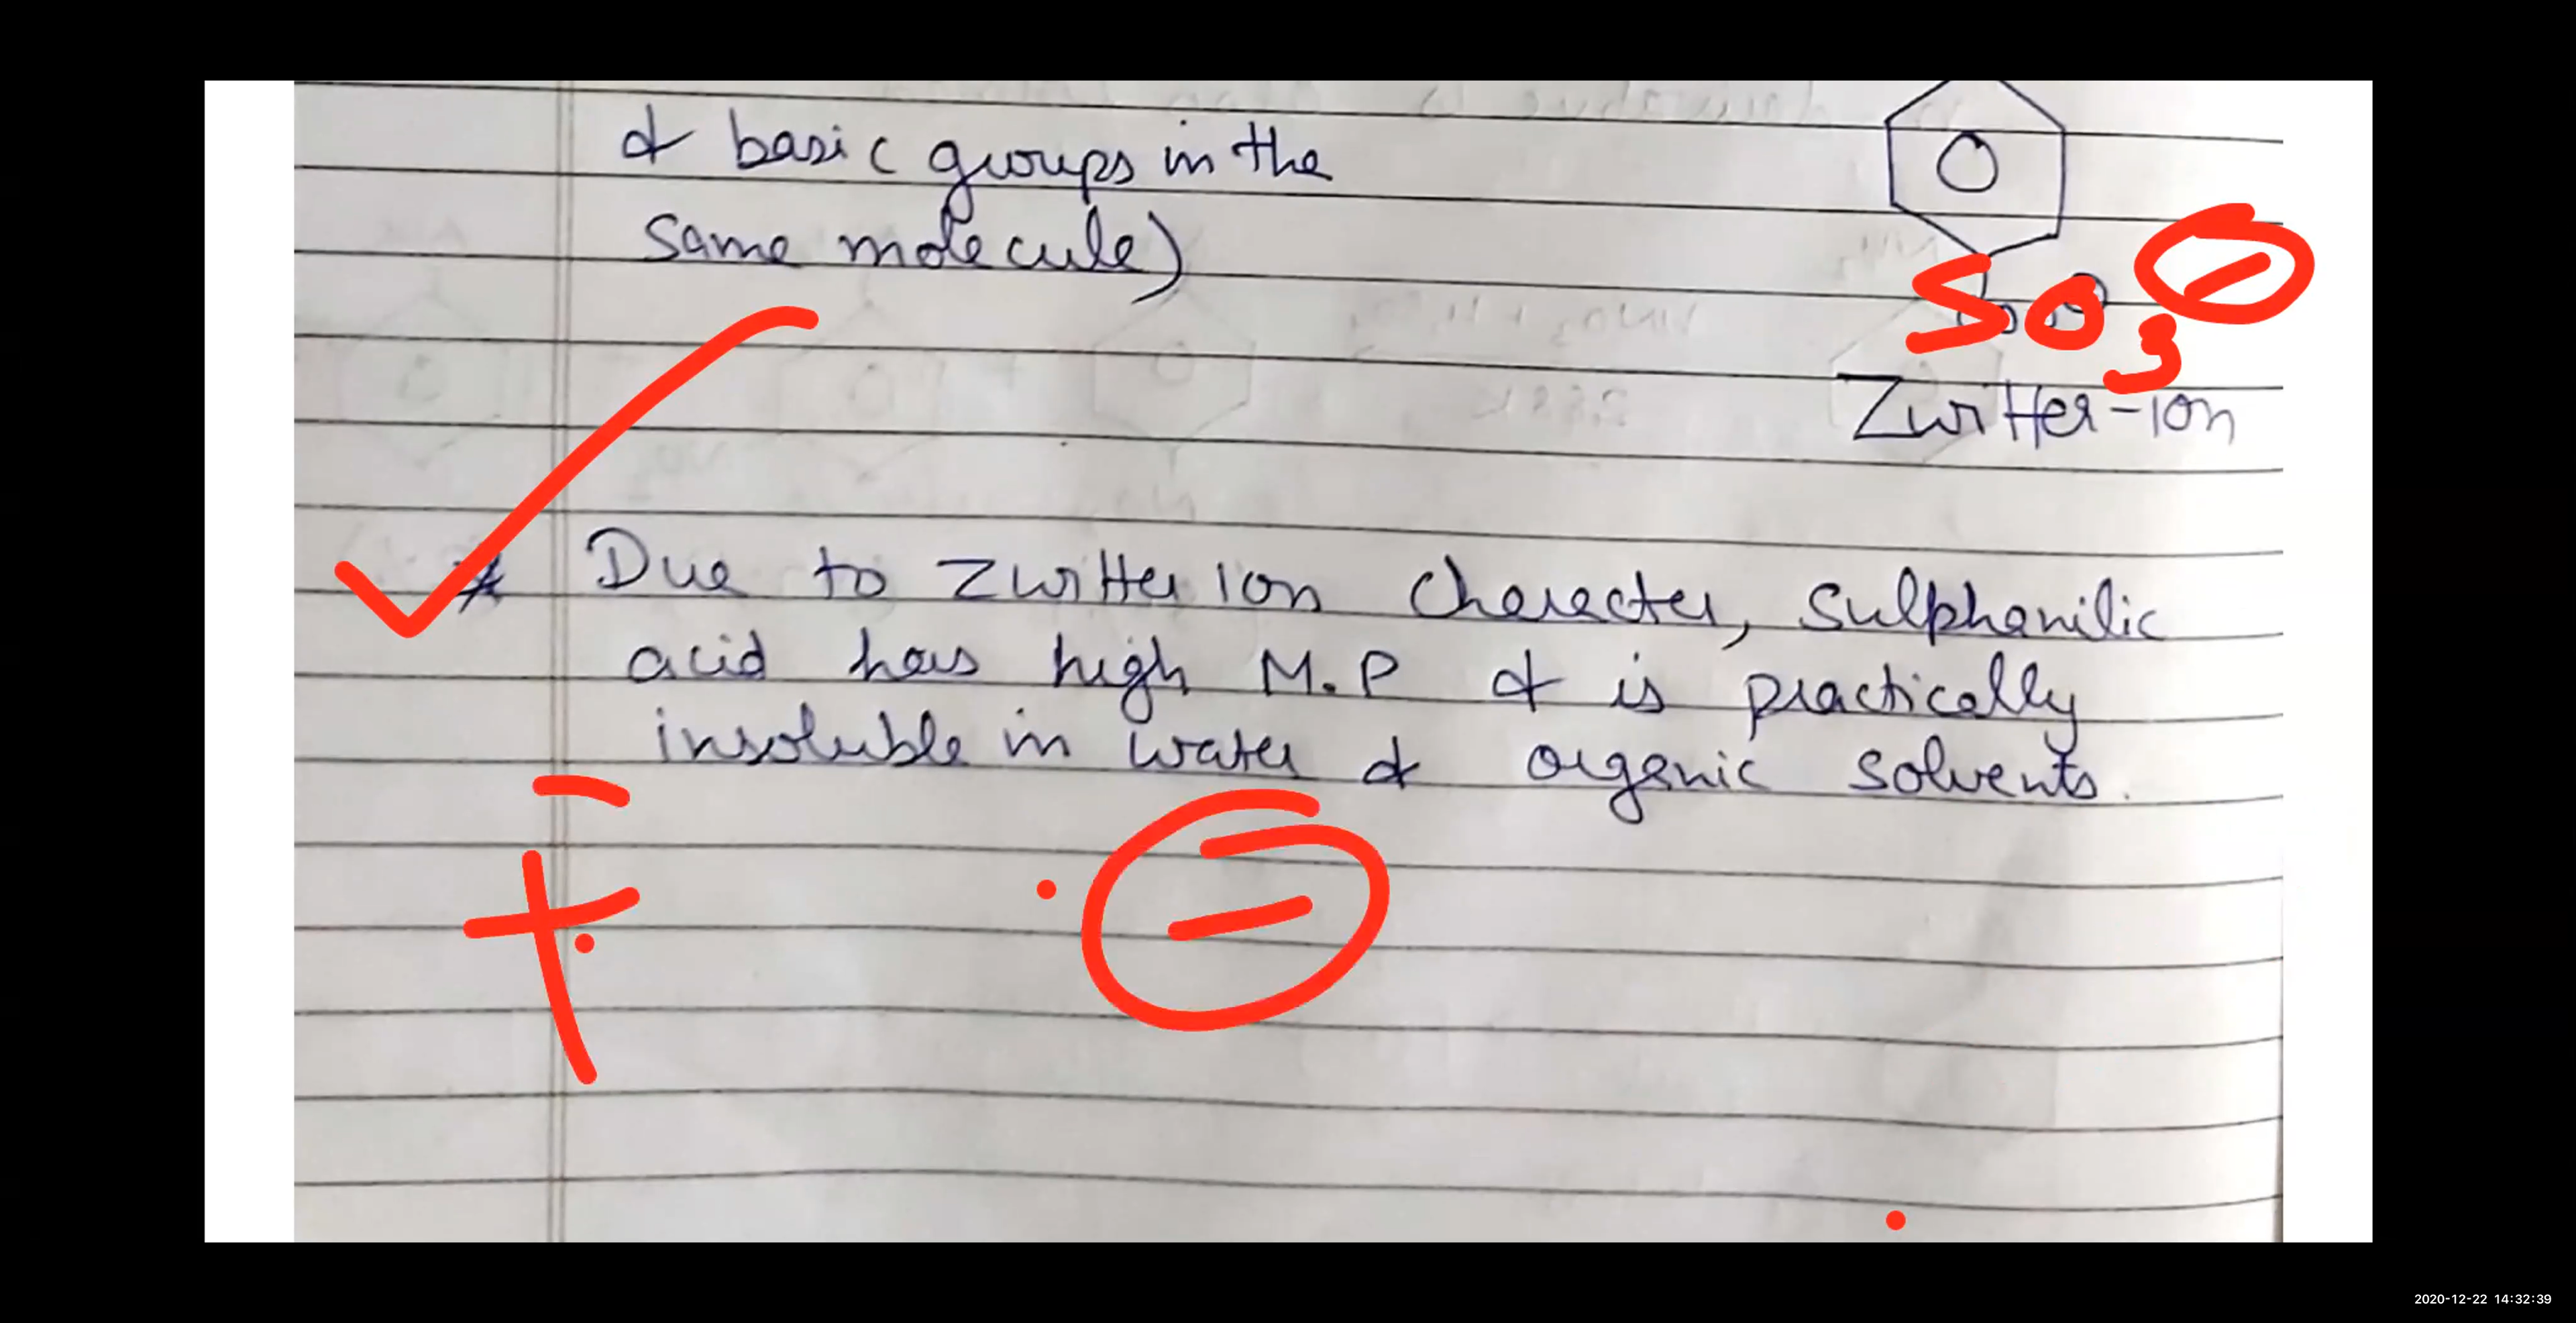 & basic groups in the
same molecule)
SO3 -
Zwitter-ion
* Due to Zwitter ion Character, Sulphanilic
acid has high M.P & is practically
insoluble in water & organic solvents.
+ -
2020-12-22 14:32:39